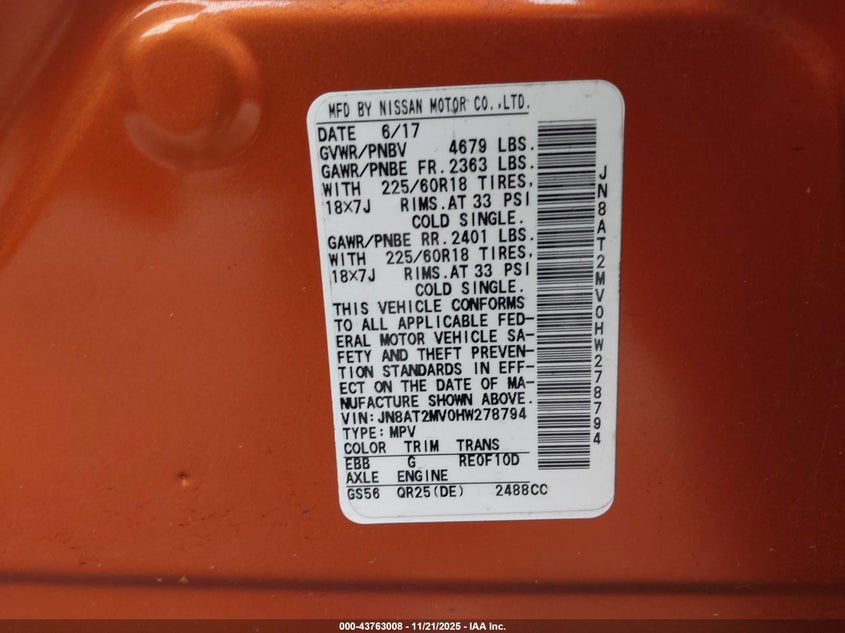 MFD BY NISSAN MOTOR CO.,LTD.
DATE 6/17
GVWR/PNBV 4679 LBS.
GAWR/PNBE FR.2363 LBS.
WITH 225/60R18 TIRES,
18X7J RIMS.AT 33 PSI
COLD SINGLE.
GAWR/PNBE RR.2401 LBS.
WITH 225/60R18 TIRES,
18X7J RIMS.AT 33 PSI
COLD SINGLE.
THIS VEHICLE CONFORMS
TO ALL APPLICABLE FED-
ERAL MOTOR VEHICLE SA-
FETY AND THEFT PREVEN-
TION STANDARDS IN EFF-
ECT ON THE DATE OF MA-
NUFACTURE SHOWN ABOVE.
VIN:JN8AT2MV0HW278794
TYPE:MPV
COLOR TRIM TRANS
EBB G RE0F10D
AXLE ENGINE
GS56 QR25(DE) 2488CC
JN8AT2MV0HW278794
000-43763008 - 11/21/2025 - IAA Inc.